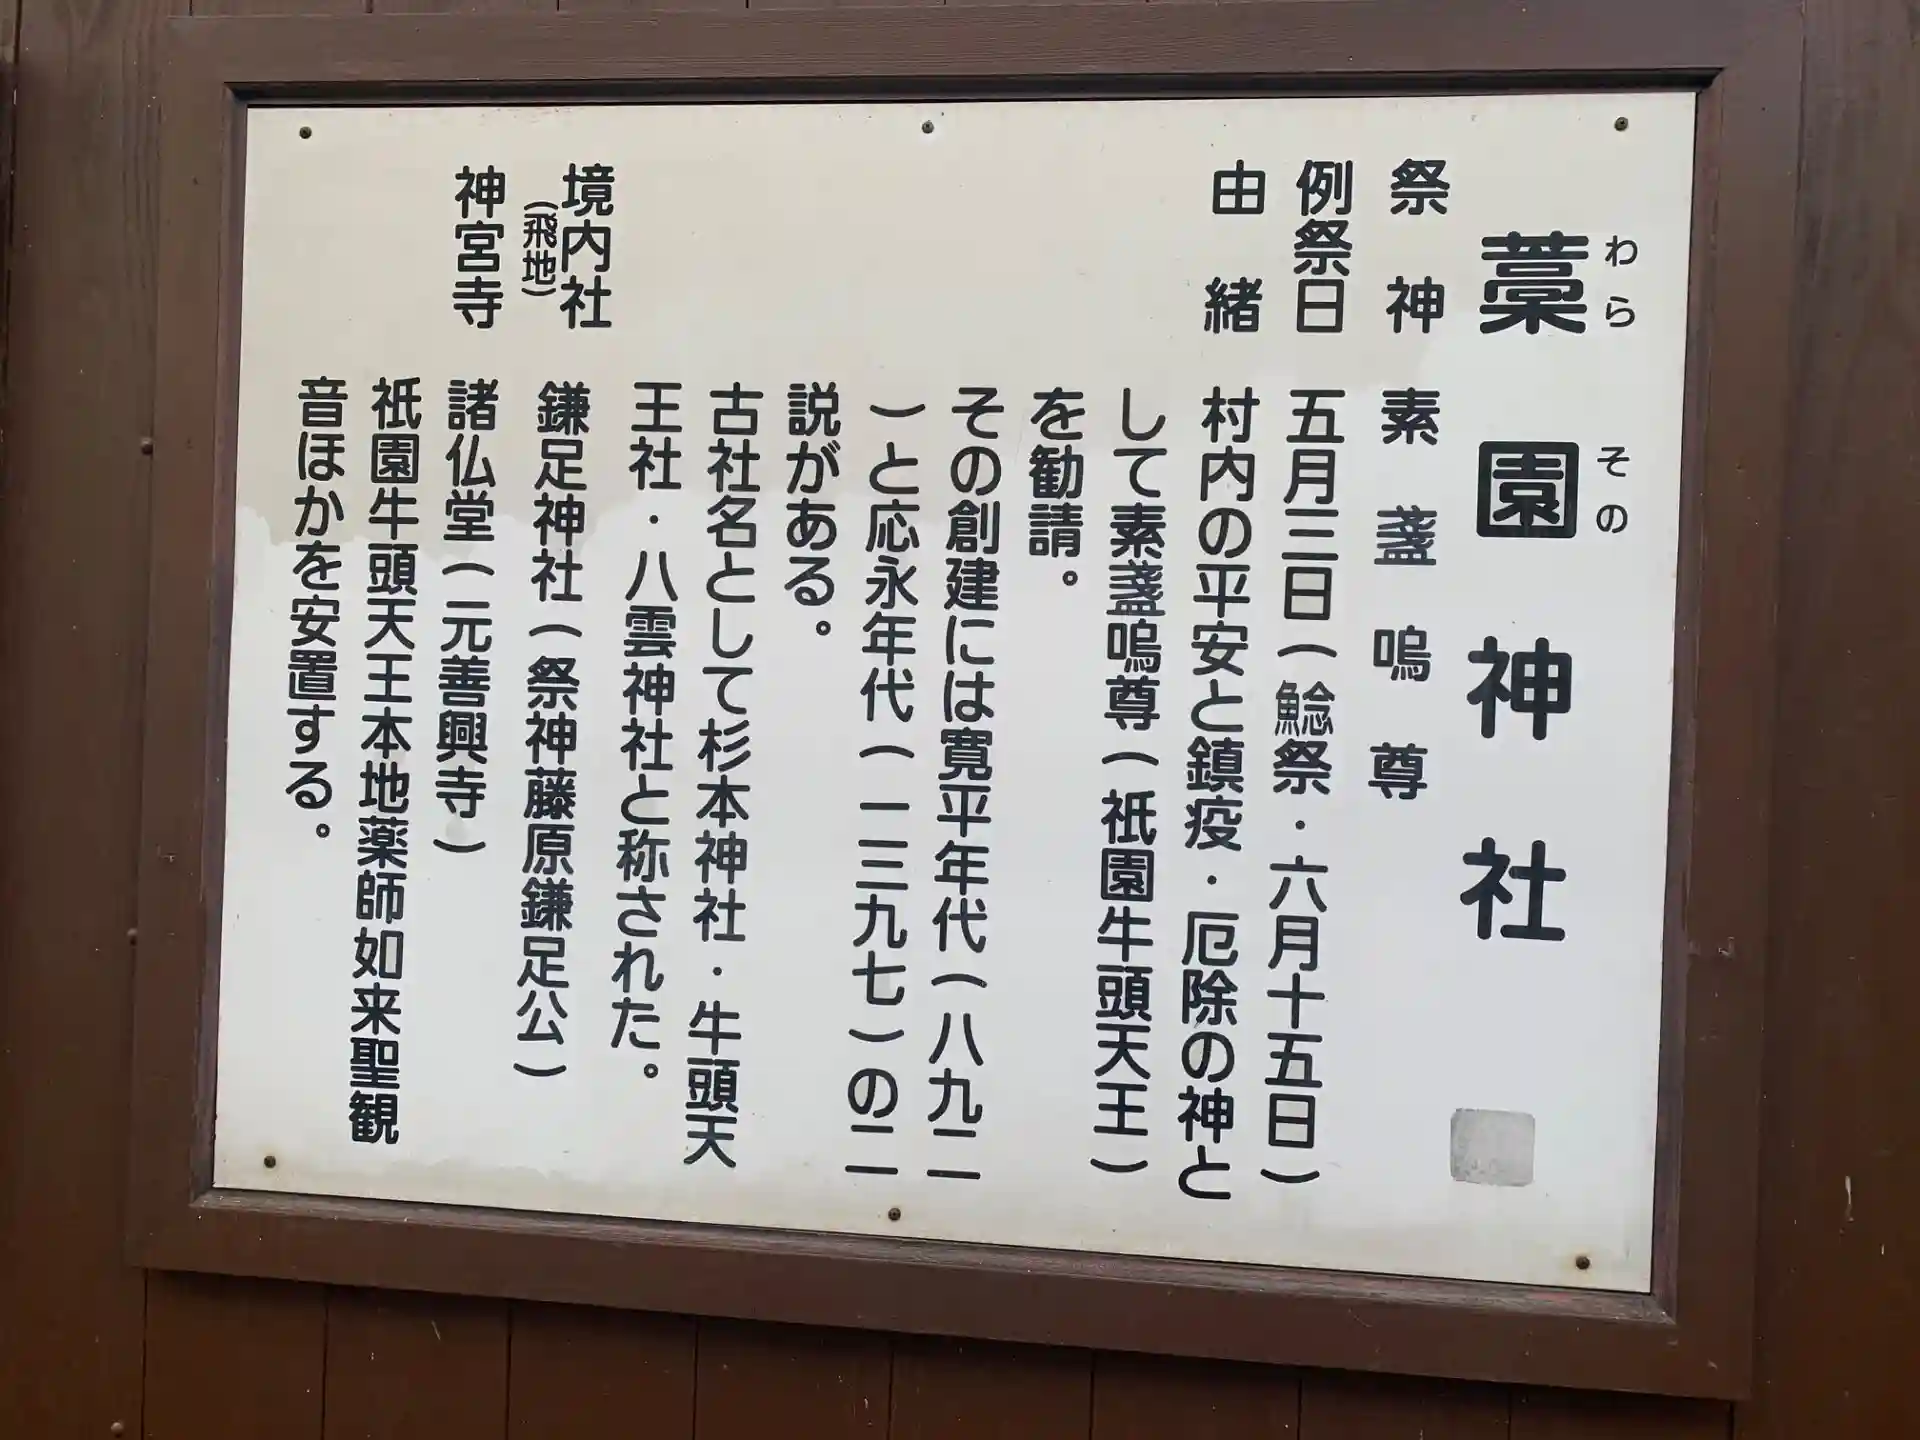 藁園神社
わらその
祭神 素盞嗚尊
例祭日 五月三日(鯰祭・六月十五日)
由緒 村内の平安と鎮疫・厄除の神と
して素盞嗚尊(祇園牛頭天王)
を勧請。
その創建には寛平年代(八九二
)と応永年代(一三九七)の二
説がある。
古社名として杉本神社・牛頭天
王社・八雲神社と称された。
境内社 鎌足神社(祭神藤原鎌足公)
(飛地)
神宮寺 諸仏堂(元善興寺)
祇園牛頭天王本地薬師如来聖観
音ほかを安置する。